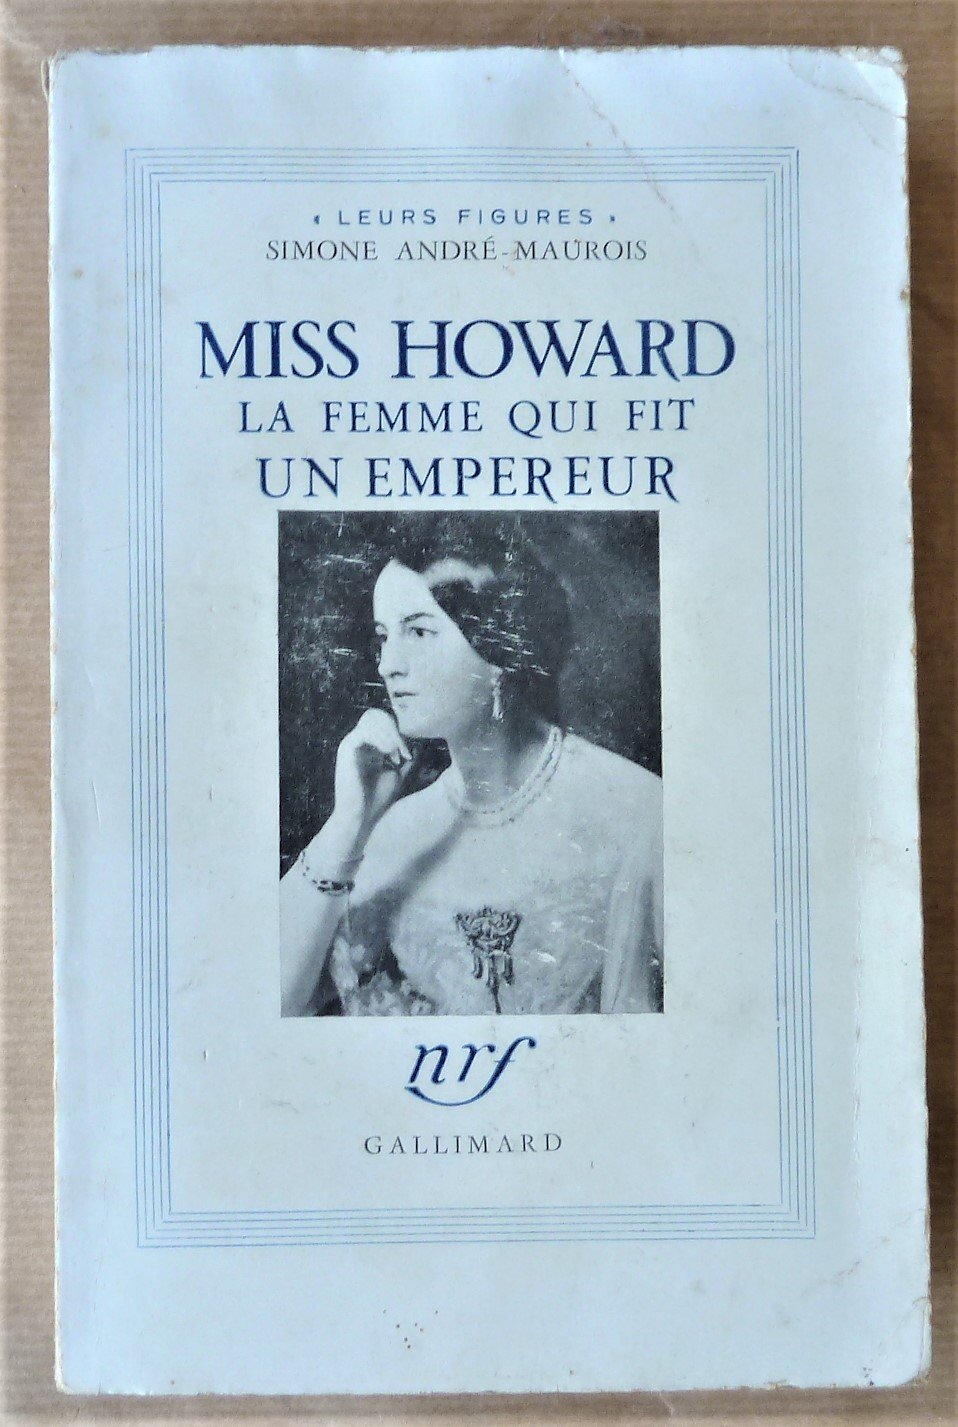 « LEURS FIGURES »
SIMONE ANDRÉ-MAUROIS
MISS HOWARD
LA FEMME QUI FIT
UN EMPEREUR
nrf
GALLIMARD